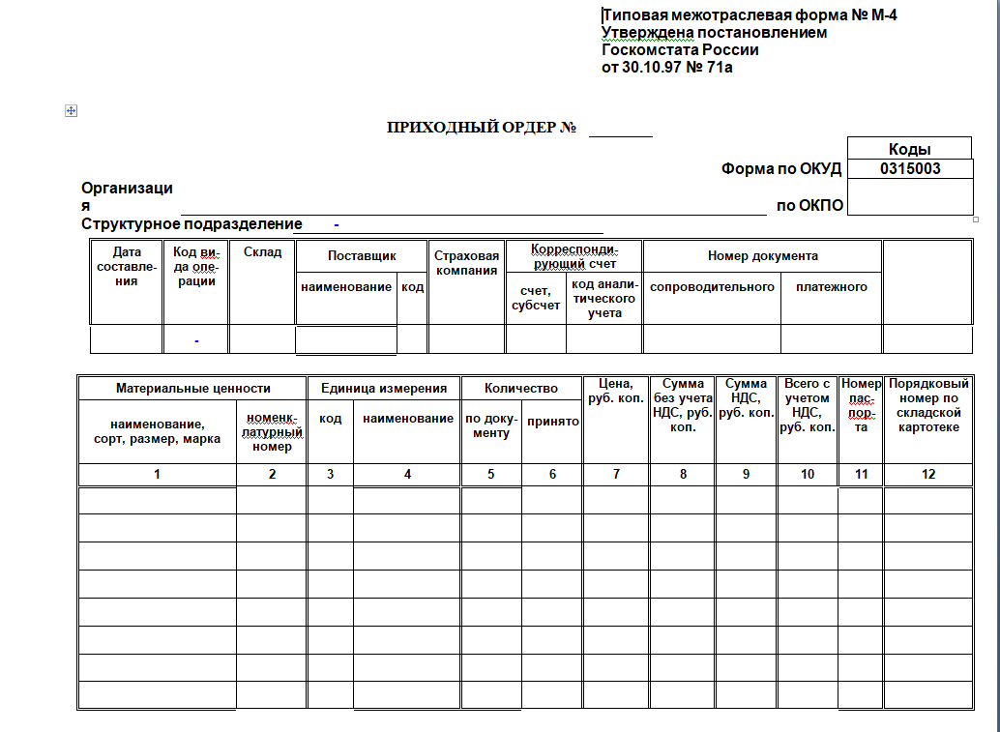 Типовая межотраслевая форма № М-4
Утверждена постановлением
Госкомстата России
от 30.10.97 № 71а
ПРИХОДНЫЙ ОРДЕР №
Коды
Форма по ОКУД 0315003
Организаци
я
по ОКПО
Структурное подразделение -
Дата
составле-
ния
Код ви-
да опе-
рации
Склад
Поставщик
наименование
код
Страховая
компания
Корреспонди-
рующий счет
счет,
субсчет
код анали-
тического
учета
Номер документа
сопроводительного
платежного
-
Материальные ценности
наименование,
сорт, размер, марка
номенк-
латурный
номер
Единица измерения
код
наименование
Количество
по доку-
менту
принято
Цена,
руб. коп.
Сумма
без учета
НДС, руб.
коп.
Сумма
НДС,
руб. коп.
Всего с
учетом
НДС,
руб. коп.
Номер
пас-
пор-
та
Порядковый
номер по
складской
картотеке
1 2 3 4 5 6 7 8 9 10 11 12